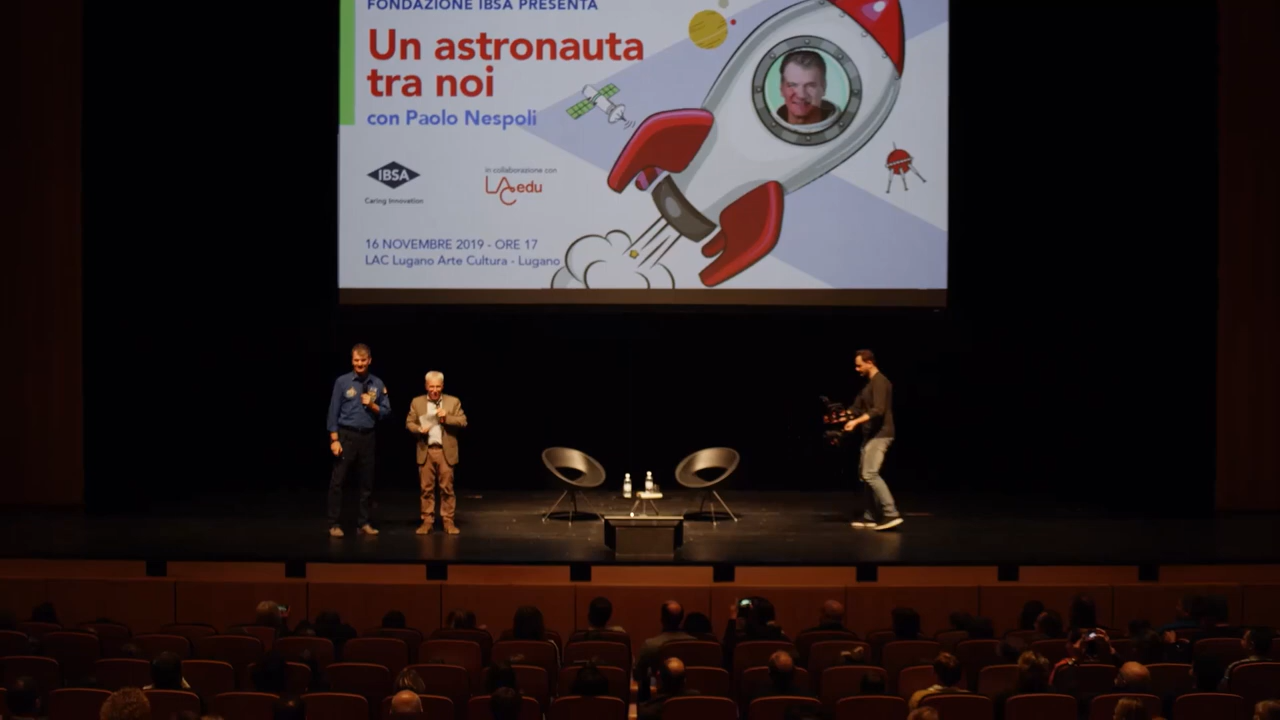 FONDAZIONE IBSA PRESENTA
Un astronauta
tra noi
con Paolo Nespoli
IBSA
Caring Innovation
in collaborazione con
LAC edu
16 NOVEMBRE 2019 - ORE 17
LAC Lugano Arte Cultura - Lugano